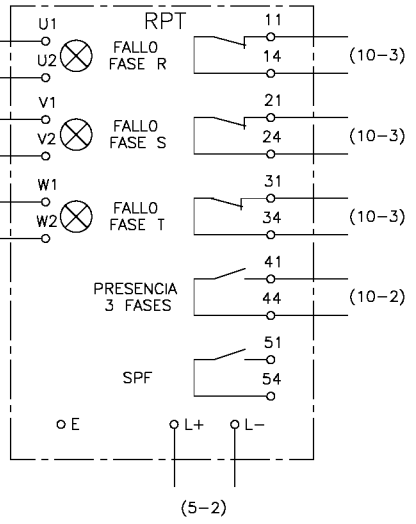 RPT
U1
U2
FALLO
FASE R
11
14
(10-3)
V1
V2
FALLO
FASE S
21
24
(10-3)
W1
W2
FALLO
FASE T
31
34
(10-3)
PRESENCIA
3 FASES
41
44
(10-2)
SPF
51
54
E
L+
L-
(5-2)